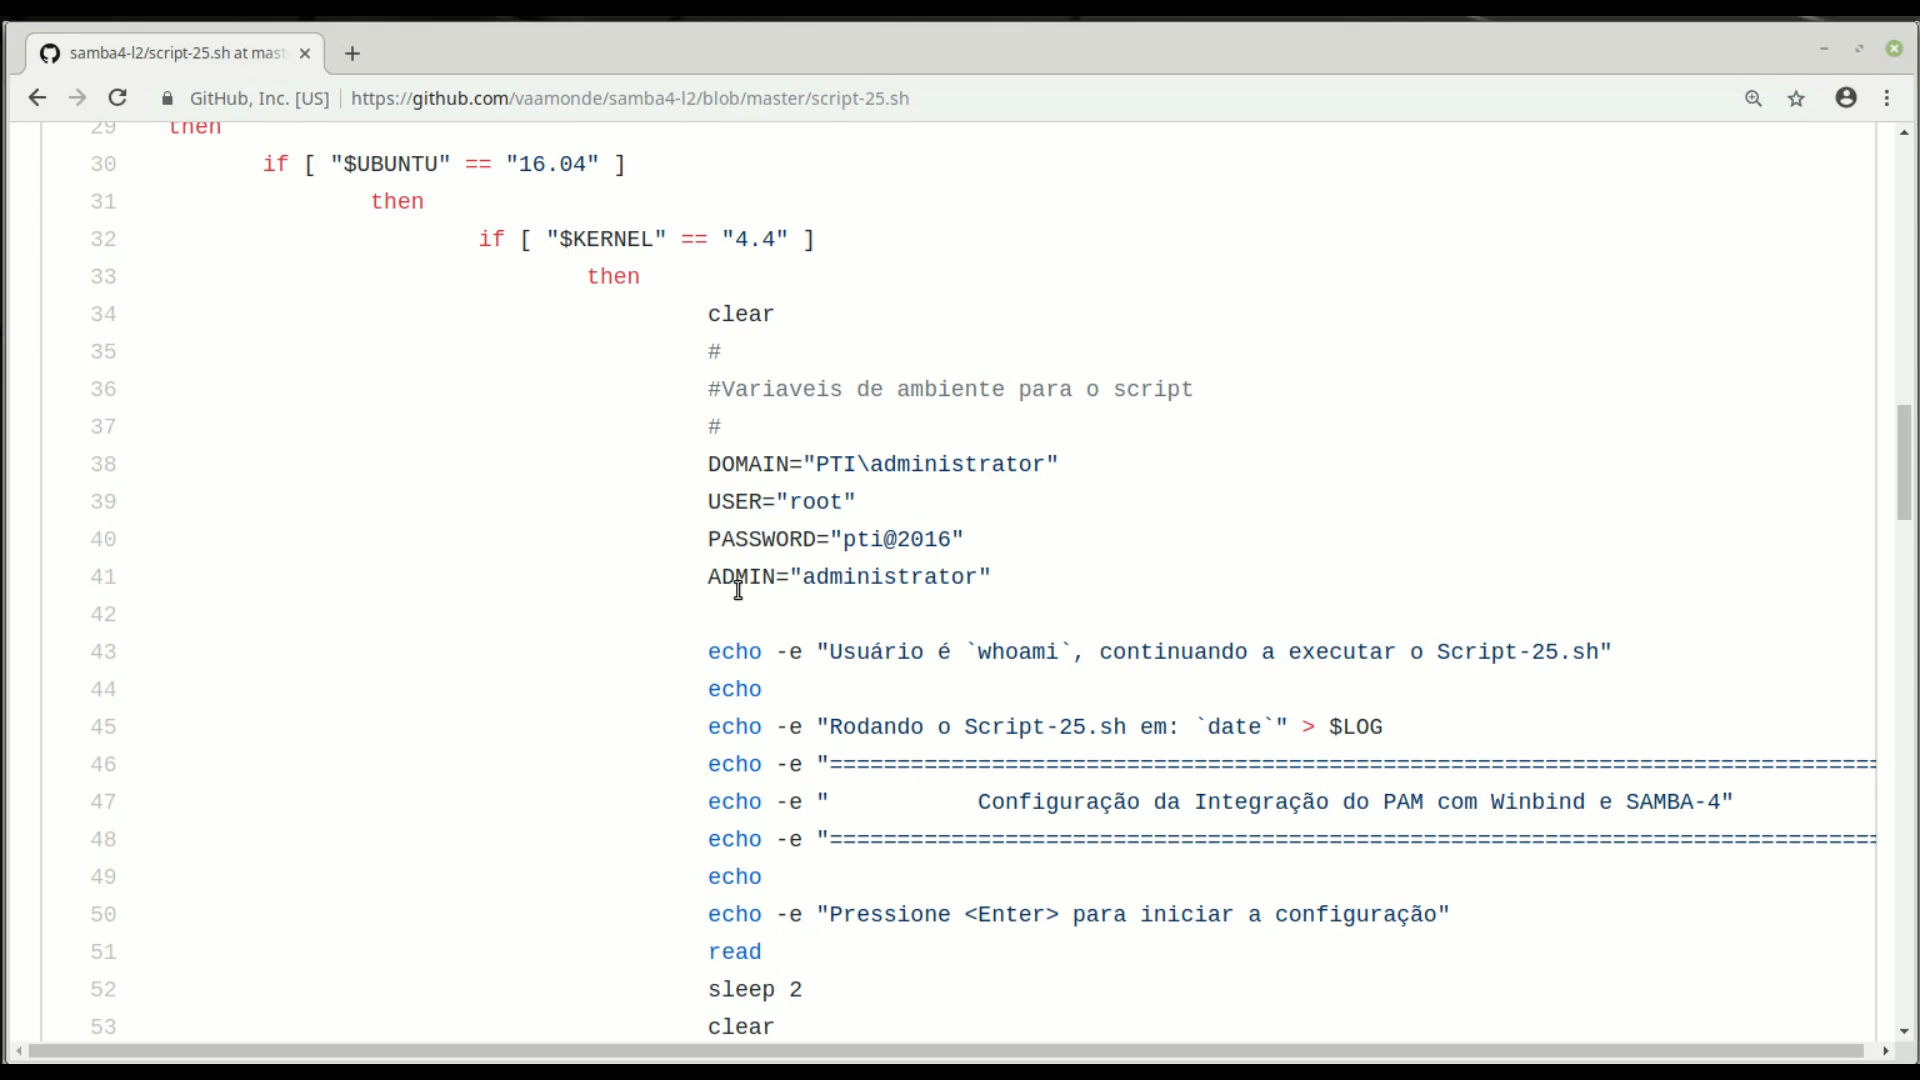 samba4-l2/script-25.sh at mast
GitHub, Inc. [US] https://github.com/vaamonde/samba4-l2/blob/master/script-25.sh
29 then
30 if [ "$UBUNTU" == "16.04" ]
31 then
32 if [ "$KERNEL" == "4.4" ]
33 then
34 clear
35 #
36 #Variaveis de ambiente para o script
37 #
38 DOMAIN="PTI\administrator"
39 USER="root"
40 PASSWORD="pti@2016"
41 ADMIN="administrator"
42
43 echo -e "Usuário é `whoami`, continuando a executar o Script-25.sh"
44 echo
45 echo -e "Rodando o Script-25.sh em: `date`" > $LOG
46 echo -e "==============================================================================
47 echo -e "           Configuração da Integração do PAM com Winbind e SAMBA-4"
48 echo -e "==============================================================================
49 echo
50 echo -e "Pressione <Enter> para iniciar a configuração"
51 read
52 sleep 2
53 clear